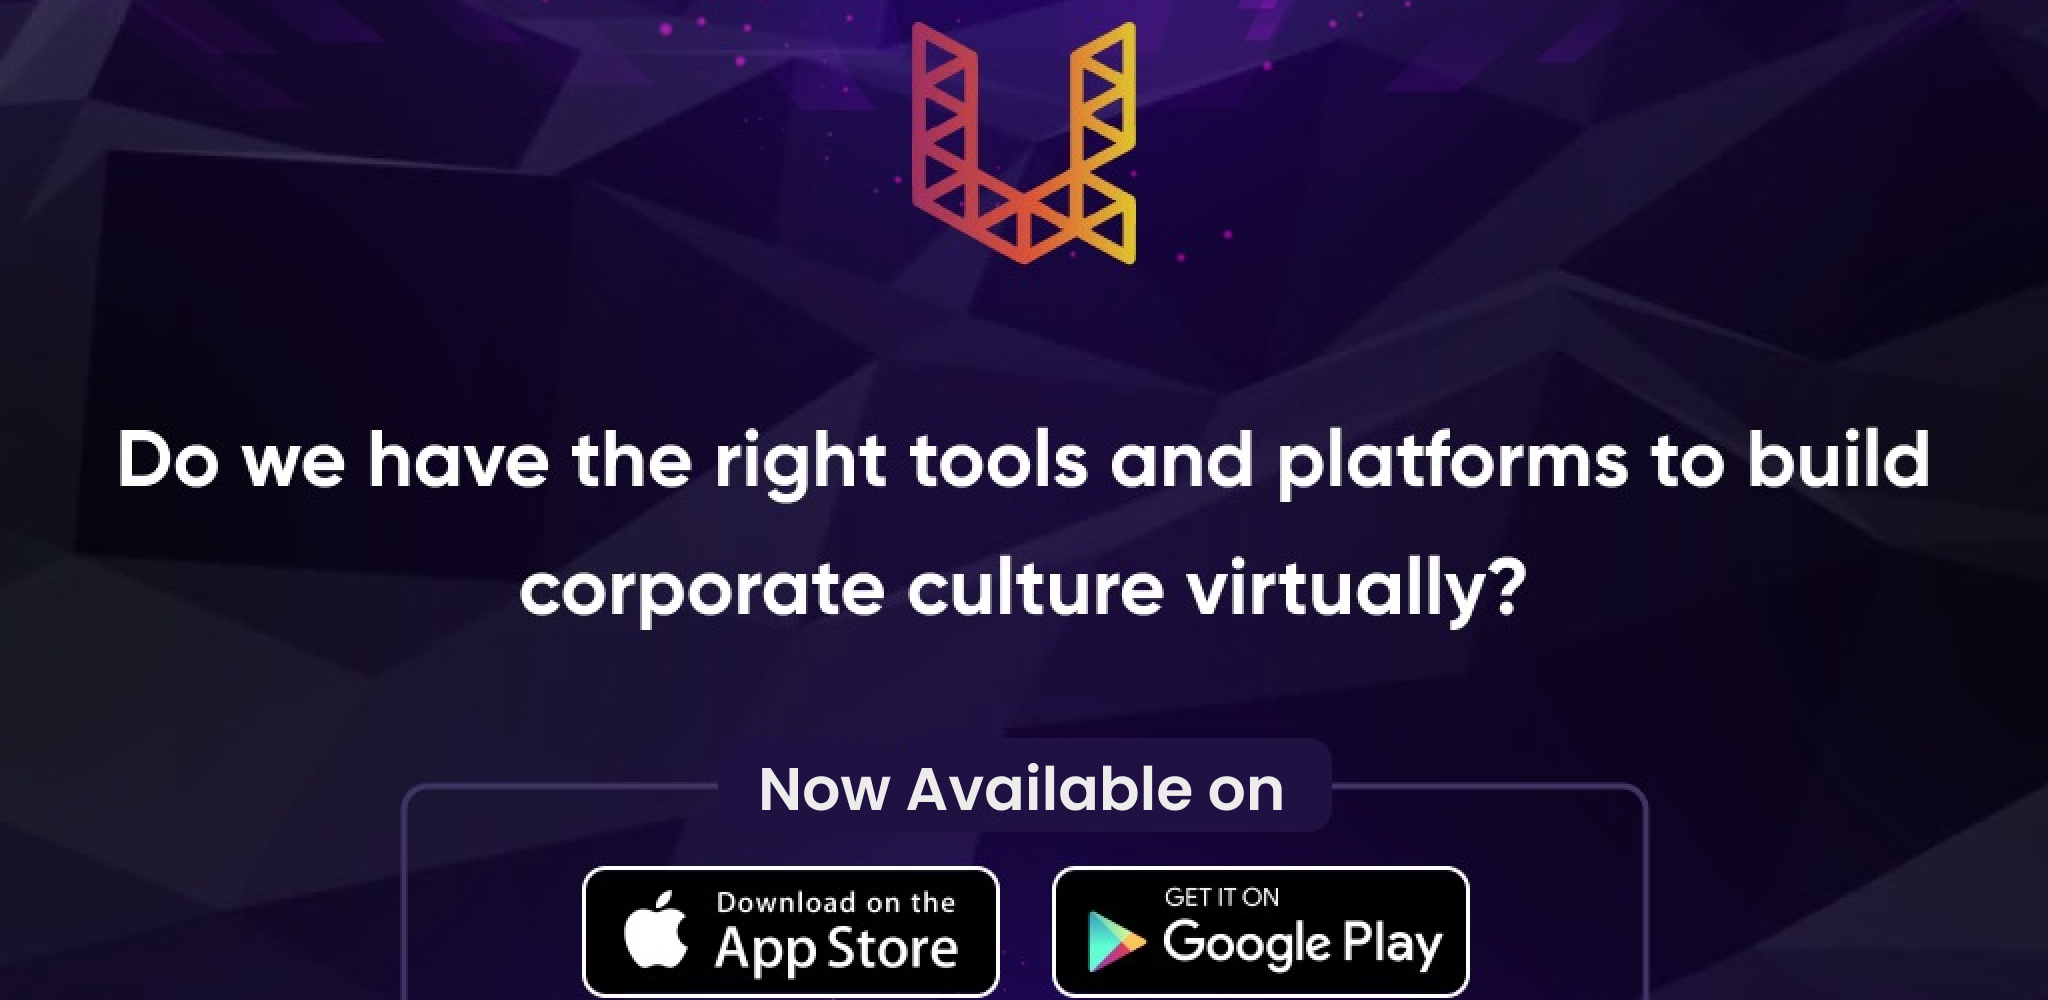 Do we have the right tools and platforms to build
corporate culture virtually?
Now Available on
Download on the
App Store
GET IT ON
Google Play